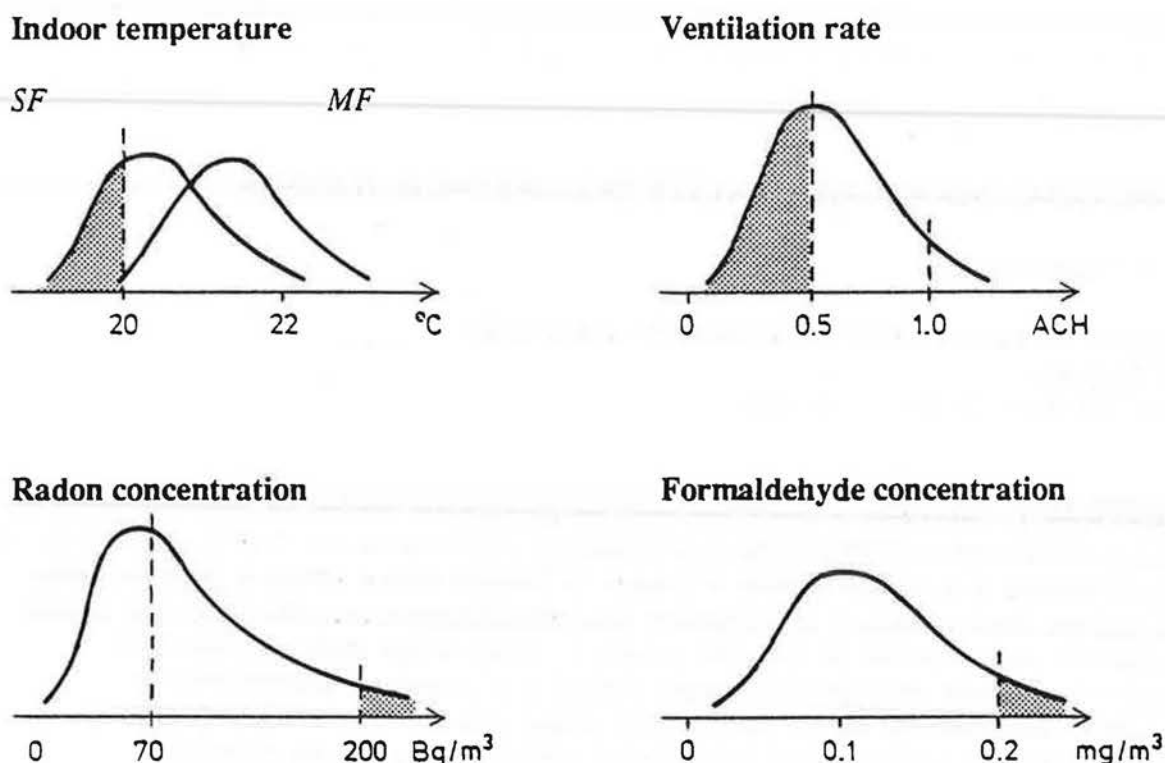 Indoor temperature
SF MF
20 22 °C
Ventilation rate
0 0.5 1.0 ACH
Radon concentration
0 70 200 Bq/m³
Formaldehyde concentration
0 0.1 0.2 mg/m³